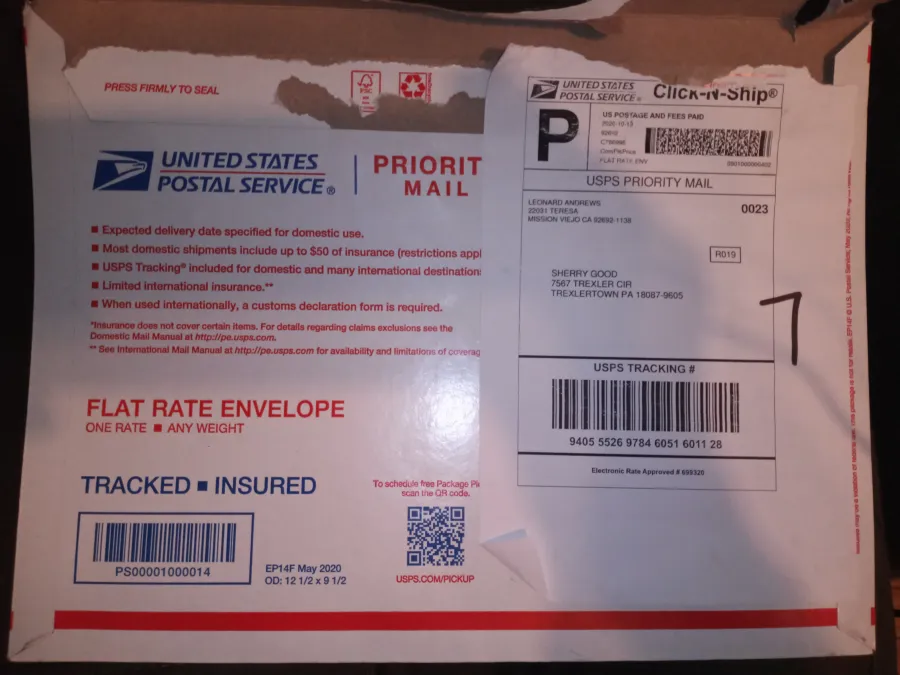 PRESS FIRMLY TO SEAL
UNITED STATES
POSTAL SERVICE®
PRIORIT
MAIL
Expected delivery date specified for domestic use.
Most domestic shipments include up to $50 of insurance (restrictions appl
USPS Tracking® included for domestic and many international destination
Limited international insurance.**
When used internationally, a customs declaration form is required.
*Insurance does not cover certain items. For details regarding claims exclusions see the
Domestic Mail Manual at http://pe.usps.com.
** See International Mail Manual at http://pe.usps.com for availability and limitations of coverag
FLAT RATE ENVELOPE
ONE RATE ■ ANY WEIGHT
TRACKED ■ INSURED
PS00001000014
EP14F May 2020
OD: 12 1/2 x 9 1/2
To schedule free Package Pi
scan the QR code.
USPS.COM/PICKUP
UNITED STATES
POSTAL SERVICE®
Click-N-Ship®
P
US POSTAGE AND FEES PAID
FLAT RATE ENV
USPS PRIORITY MAIL
LEONARD ANDREWS
22031 TERESA
MISSION VIEJO CA 92692-1138
0023
R019
SHERRY GOOD
7567 TREXLER CIR
TREXLERTOWN PA 18087-9605
7
USPS TRACKING #
9405 5526 9784 6051 6011 28
Electronic Rate Approved # 699320